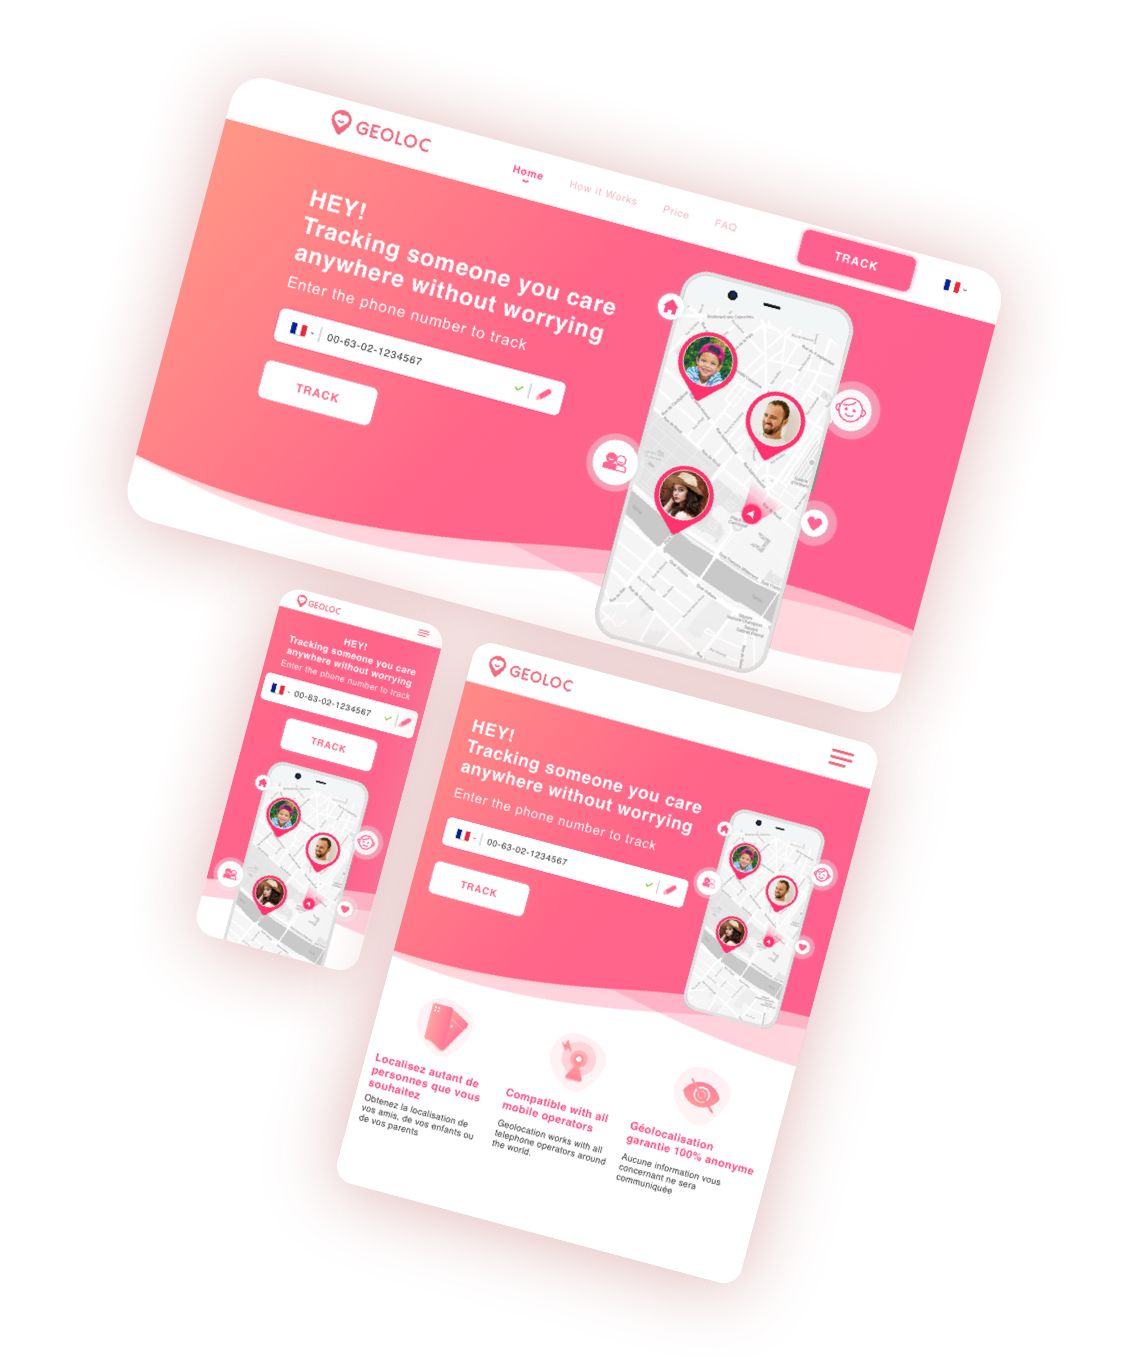 GEOLOC
Home
How it Works
Price
FAQ
TRACK
HEY!
Tracking someone you care
anywhere without worrying
Enter the phone number to track
00-63-02-1234567
TRACK
GEOLOC
HEY!
Tracking someone you care
anywhere without worrying
Enter the phone number to track
00-63-02-1234567
TRACK
GEOLOC
HEY!
Tracking someone you care
anywhere without worrying
Enter the phone number to track
00-63-02-1234567
TRACK
Localisez autant de
personnes que vous
souhaitez
Obtenez la localisation de
vos amis, de vos enfants ou
de vos parents
Compatible with all
mobile operators
Geolocation works with all
telephone operators around
the world.
Géolocalisation
garantie 100% anonyme
Aucune information vous
concernant ne sera
communiquée